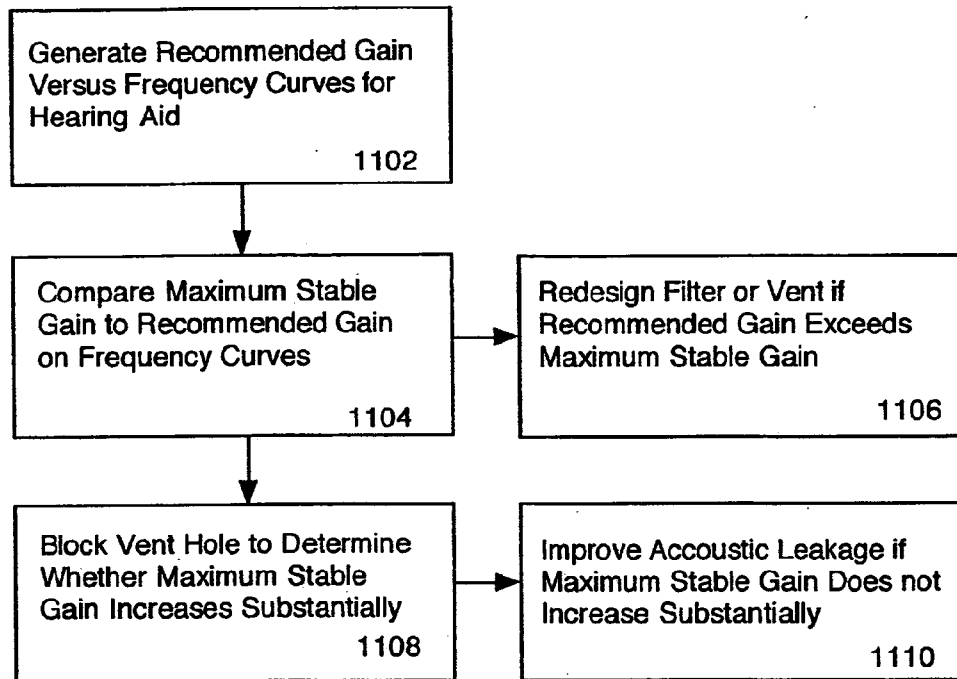 Generate Recommended Gain
Versus Frequency Curves for
Hearing Aid
1102
Compare Maximum Stable
Gain to Recommended Gain
on Frequency Curves
1104
Redesign Filter or Vent if
Recommended Gain Exceeds
Maximum Stable Gain
1106
Block Vent Hole to Determine
Whether Maximum Stable
Gain Increases Substantially
1108
Improve Accoustic Leakage if
Maximum Stable Gain Does not
Increase Substantially
1110